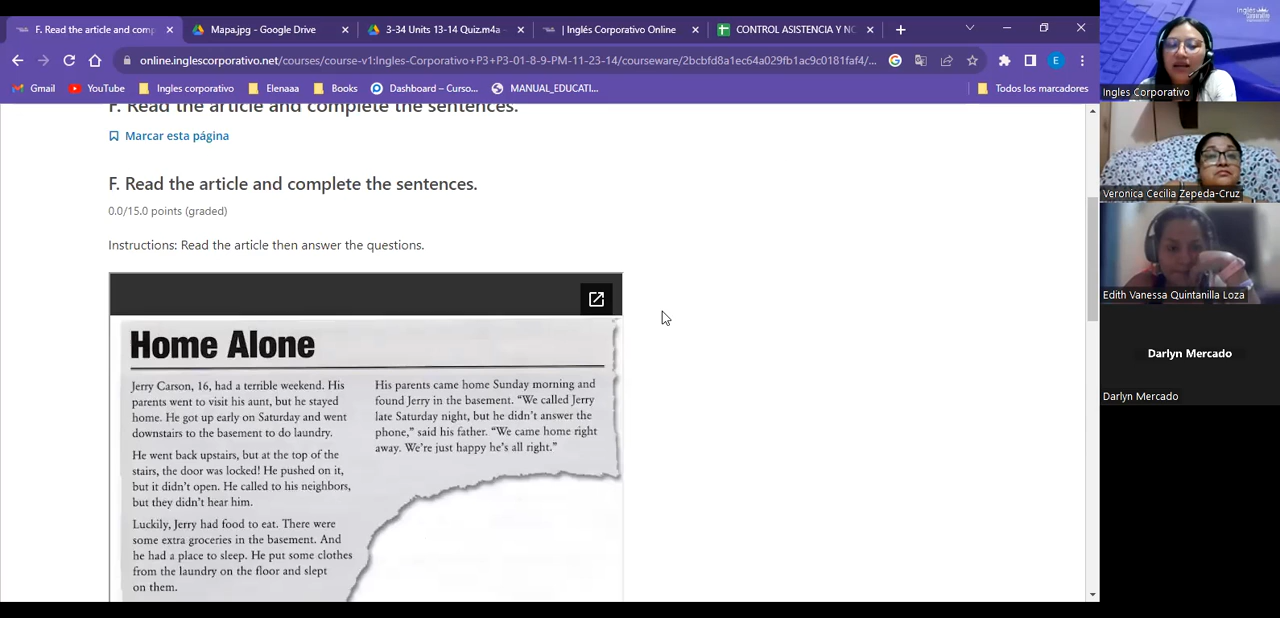 F. Read the article and comp
Mapa.jpg - Google Drive
3-34 Units 13-14 Quiz.m4a -
| Inglés Corporativo Online
CONTROL ASISTENCIA Y NO
online.inglescorporativo.net/courses/course-v1:Ingles-Corporativo+P3+P3-01-8-9-PM-11-23-14/courseware/2bcbfd8a1ec64a029fb1ac9c0181faf4/...
Gmail
YouTube
Ingles corporativo
Elenaaa
Books
Dashboard – Curso...
MANUAL_EDUCATI...
Todos los marcadores
F. Read the article and complete the sentences.
Marcar esta página
F. Read the article and complete the sentences.
0.0/15.0 points (graded)
Instructions: Read the article then answer the questions.
Home Alone
Jerry Carson, 16, had a terrible weekend. His
parents went to visit his aunt, but he stayed
home. He got up early on Saturday and went
downstairs to the basement to do laundry.
He went back upstairs, but at the top of the
stairs, the door was locked! He pushed on it,
but it didn't open. He called to his neighbors,
but they didn't hear him.
Luckily, Jerry had food to eat. There were
some extra groceries in the basement. And
he had a place to sleep. He put some clothes
from the laundry on the floor and slept
on them.
His parents came home Sunday morning and
found Jerry in the basement. “We called Jerry
late Saturday night, but he didn't answer the
phone,” said his father. “We came home right
away. We're just happy he's all right.”
Ingles Corporativo
Veronica Cecilia Zepeda-Cruz
Edith Vanessa Quintanilla Loza
Darlyn Mercado
Darlyn Mercado